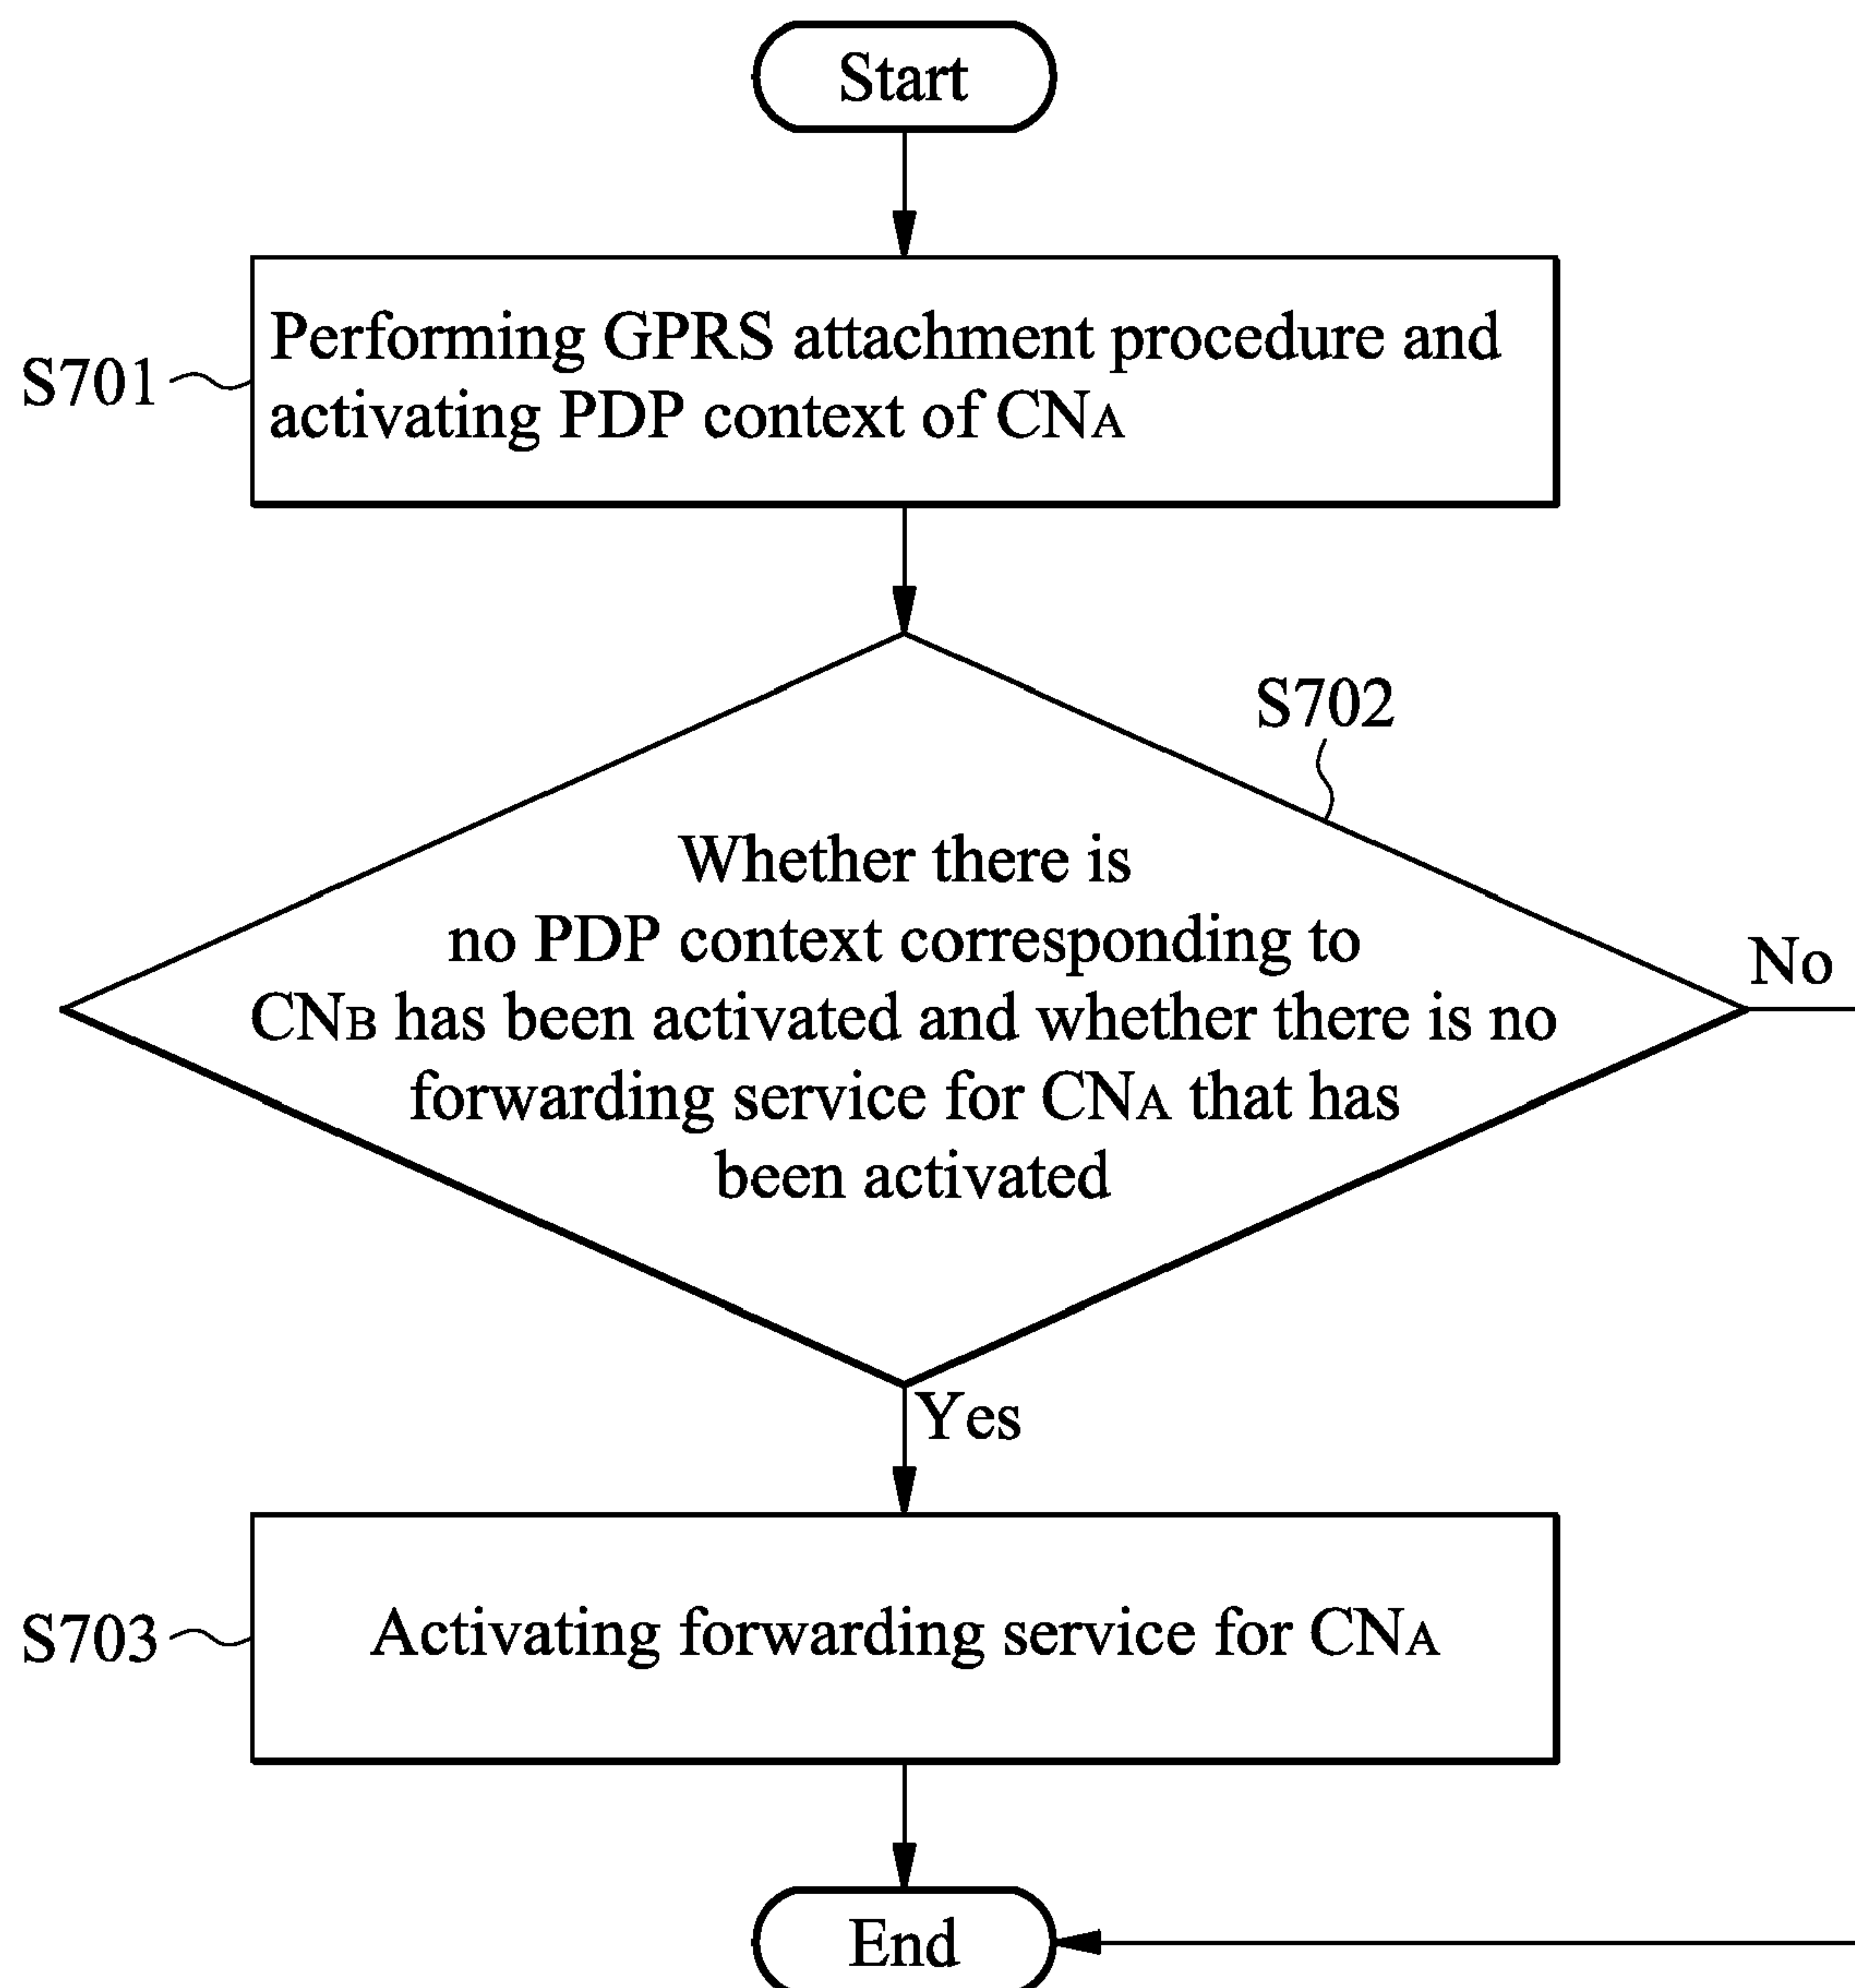 Start
S701
Performing GPRS attachment procedure and
activating PDP context of CNA
S702
Whether there is
no PDP context corresponding to
CNB has been activated and whether there is no
forwarding service for CNA that has
been activated
No
Yes
S703
Activating forwarding service for CNA
End